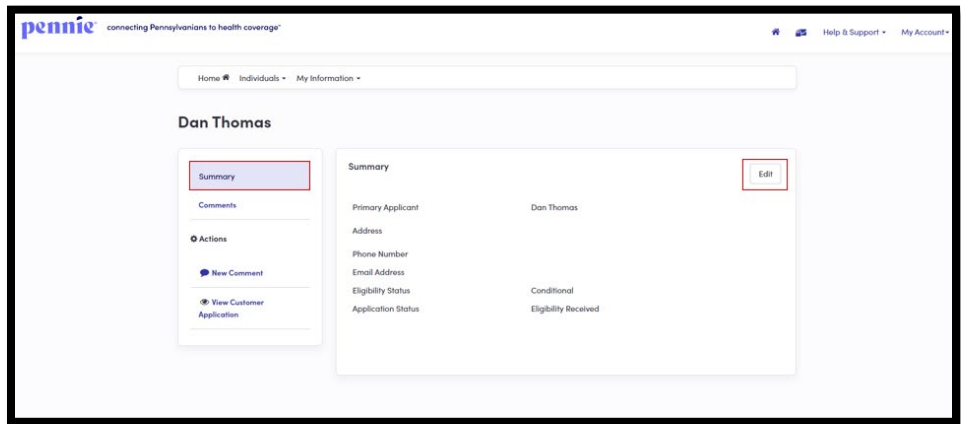 pennie™ connecting Pennsylvanians to health coverage™
Help & Support My Account
Home Individuals My Information
Dan Thomas
Summary
Comments
Actions
New Comment
View Customer
Application
Summary
Edit
Primary Applicant Dan Thomas
Address
Phone Number
Email Address
Eligibility Status Conditional
Application Status Eligibility Received